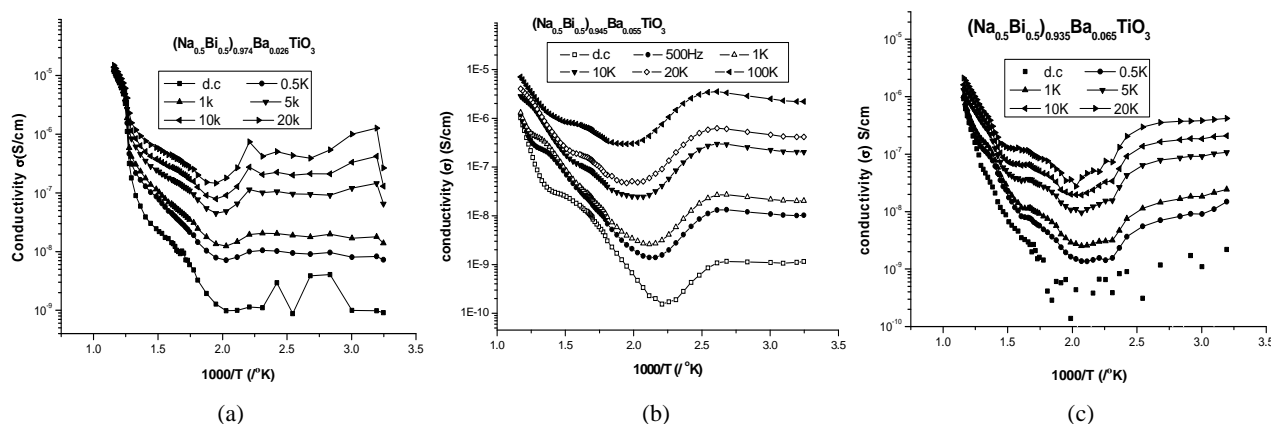 (Na0.5Bi0.5)0.974Ba0.026TiO3
d.c 0.5K
1k 5k
10k 20k
Conductivity σ(S/cm)
10-5
10-6
10-7
10-8
10-9
1.0 1.5 2.0 2.5 3.0 3.5
1000/T (/°K)
(a)
(Na0.5Bi0.5)0.945Ba0.055TiO3
d.c 500Hz 1K
10K 20K 100K
conductivity (σ) (S/cm)
1E-5
1E-6
1E-7
1E-8
1E-9
1E-10
1.0 1.5 2.0 2.5 3.0 3.5
1000/T (/°K)
(b)
(Na0.5Bi0.5)0.935Ba0.065TiO3
d.c 0.5K
1K 5K
10K 20K
conductivity (σ) S/cm
10-5
10-6
10-7
10-8
10-9
10-10
1.0 1.5 2.0 2.5 3.0 3.5
1000/T (/°K)
(c)